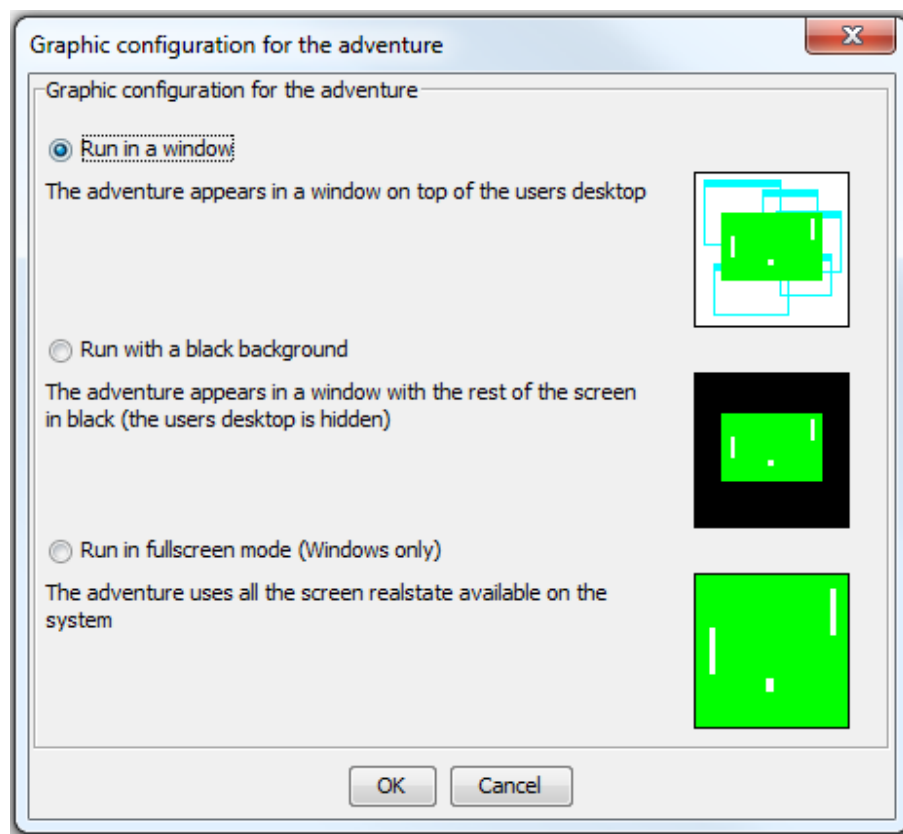 Graphic configuration for the adventure
Graphic configuration for the adventure
Run in a window
The adventure appears in a window on top of the users desktop
Run with a black background
The adventure appears in a window with the rest of the screen
in black (the users desktop is hidden)
Run in fullscreen mode (Windows only)
The adventure uses all the screen realstate available on the
system
OK
Cancel